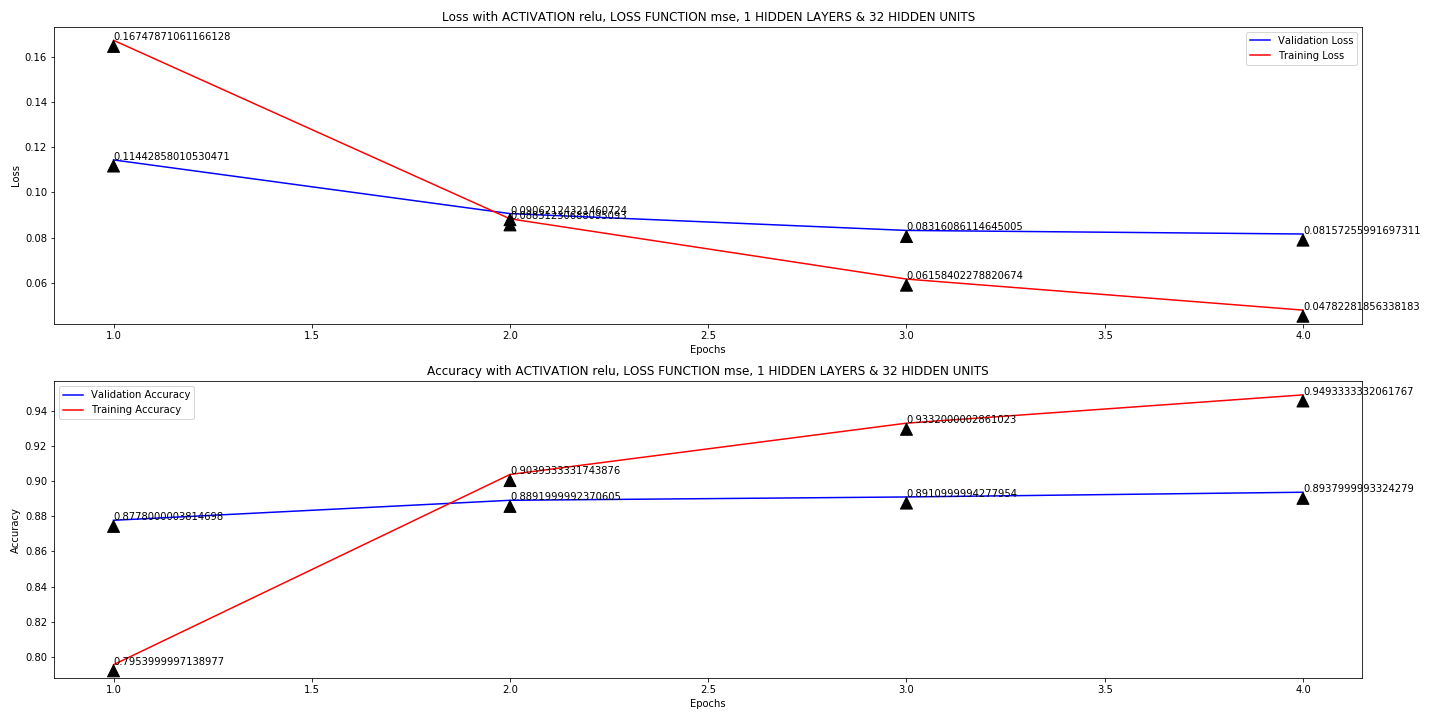 Loss with ACTIVATION relu, LOSS FUNCTION mse, 1 HIDDEN LAYERS & 32 HIDDEN UNITS
0.16747871061166128
Validation Loss
Training Loss
0.16
0.14
0.12
0.11442858010530471
Loss
0.10
0.09062124321460724
0.08831230688095093
0.08316086114645005
0.08157255991697311
0.08
0.06158402278820674
0.06
0.04782281856338183
1.0 1.5 2.0 2.5 3.0 3.5 4.0
Epochs
Accuracy with ACTIVATION relu, LOSS FUNCTION mse, 1 HIDDEN LAYERS & 32 HIDDEN UNITS
Validation Accuracy
Training Accuracy
0.9493333332061767
0.94
0.9332000002861023
0.92
0.9039333331743876
0.90
0.8891999992370605
0.8910999994277954
0.8937999993324279
0.88
0.8778000003814698
Accuracy
0.86
0.84
0.82
0.80
0.7953999997138977
1.0 1.5 2.0 2.5 3.0 3.5 4.0
Epochs